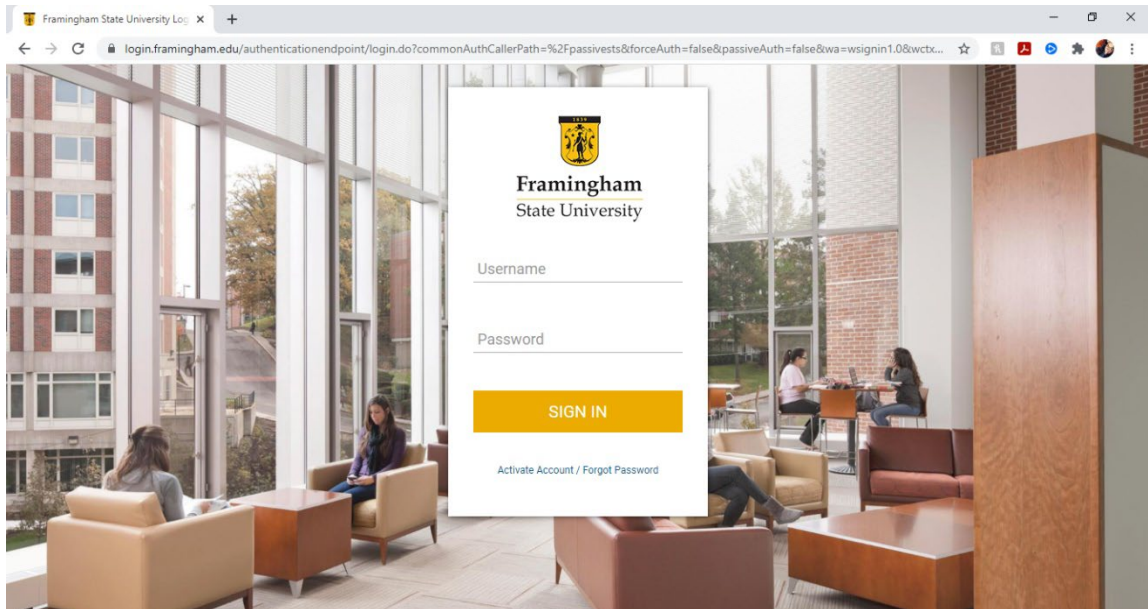 Framingham State University Log
login.framingham.edu/authenticationendpoint/login.do?commonAuthCallerPath=%2Fpassivests&forceAuth=false&passiveAuth=false&wa=wsignin1.0&wctx...
1839
Framingham
State University
Username
Password
SIGN IN
Activate Account / Forgot Password